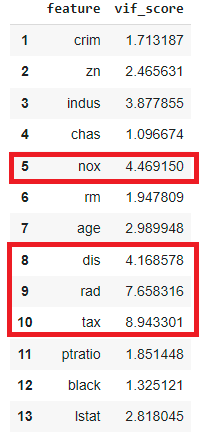 feature vif_score
1 crim 1.713187
2 zn 2.465631
3 indus 3.877855
4 chas 1.096674
5 nox 4.469150
6 rm 1.947809
7 age 2.989948
8 dis 4.168578
9 rad 7.658316
10 tax 8.943301
11 ptratio 1.851448
12 black 1.325121
13 lstat 2.818045